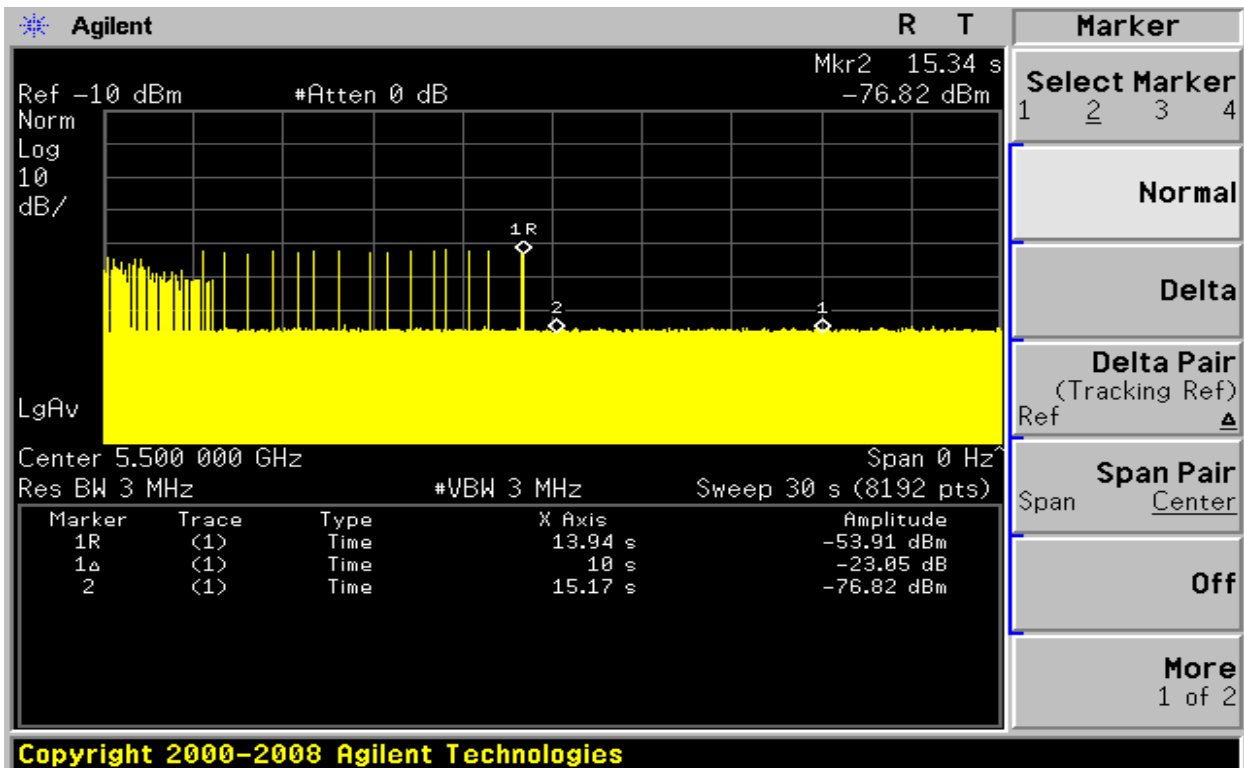 Agilent R T
Mkr2 15.34 s
Ref -10 dBm #Atten 0 dB -76.82 dBm
Norm
Log
10
dB/
1R
2 1
LgAv
Center 5.500 000 GHz Span 0 Hz^
Res BW 3 MHz #VBW 3 MHz Sweep 30 s (8192 pts)
Marker Trace Type X Axis Amplitude
1R (1) Time 13.94 s -53.91 dBm
1Δ (1) Time 10 s -23.05 dB
2 (1) Time 15.17 s -76.82 dBm
Marker
Select Marker
1 2 3 4
Normal
Delta
Delta Pair
(Tracking Ref)
Ref Δ
Span Pair
Span Center
Off
More
1 of 2
Copyright 2000-2008 Agilent Technologies